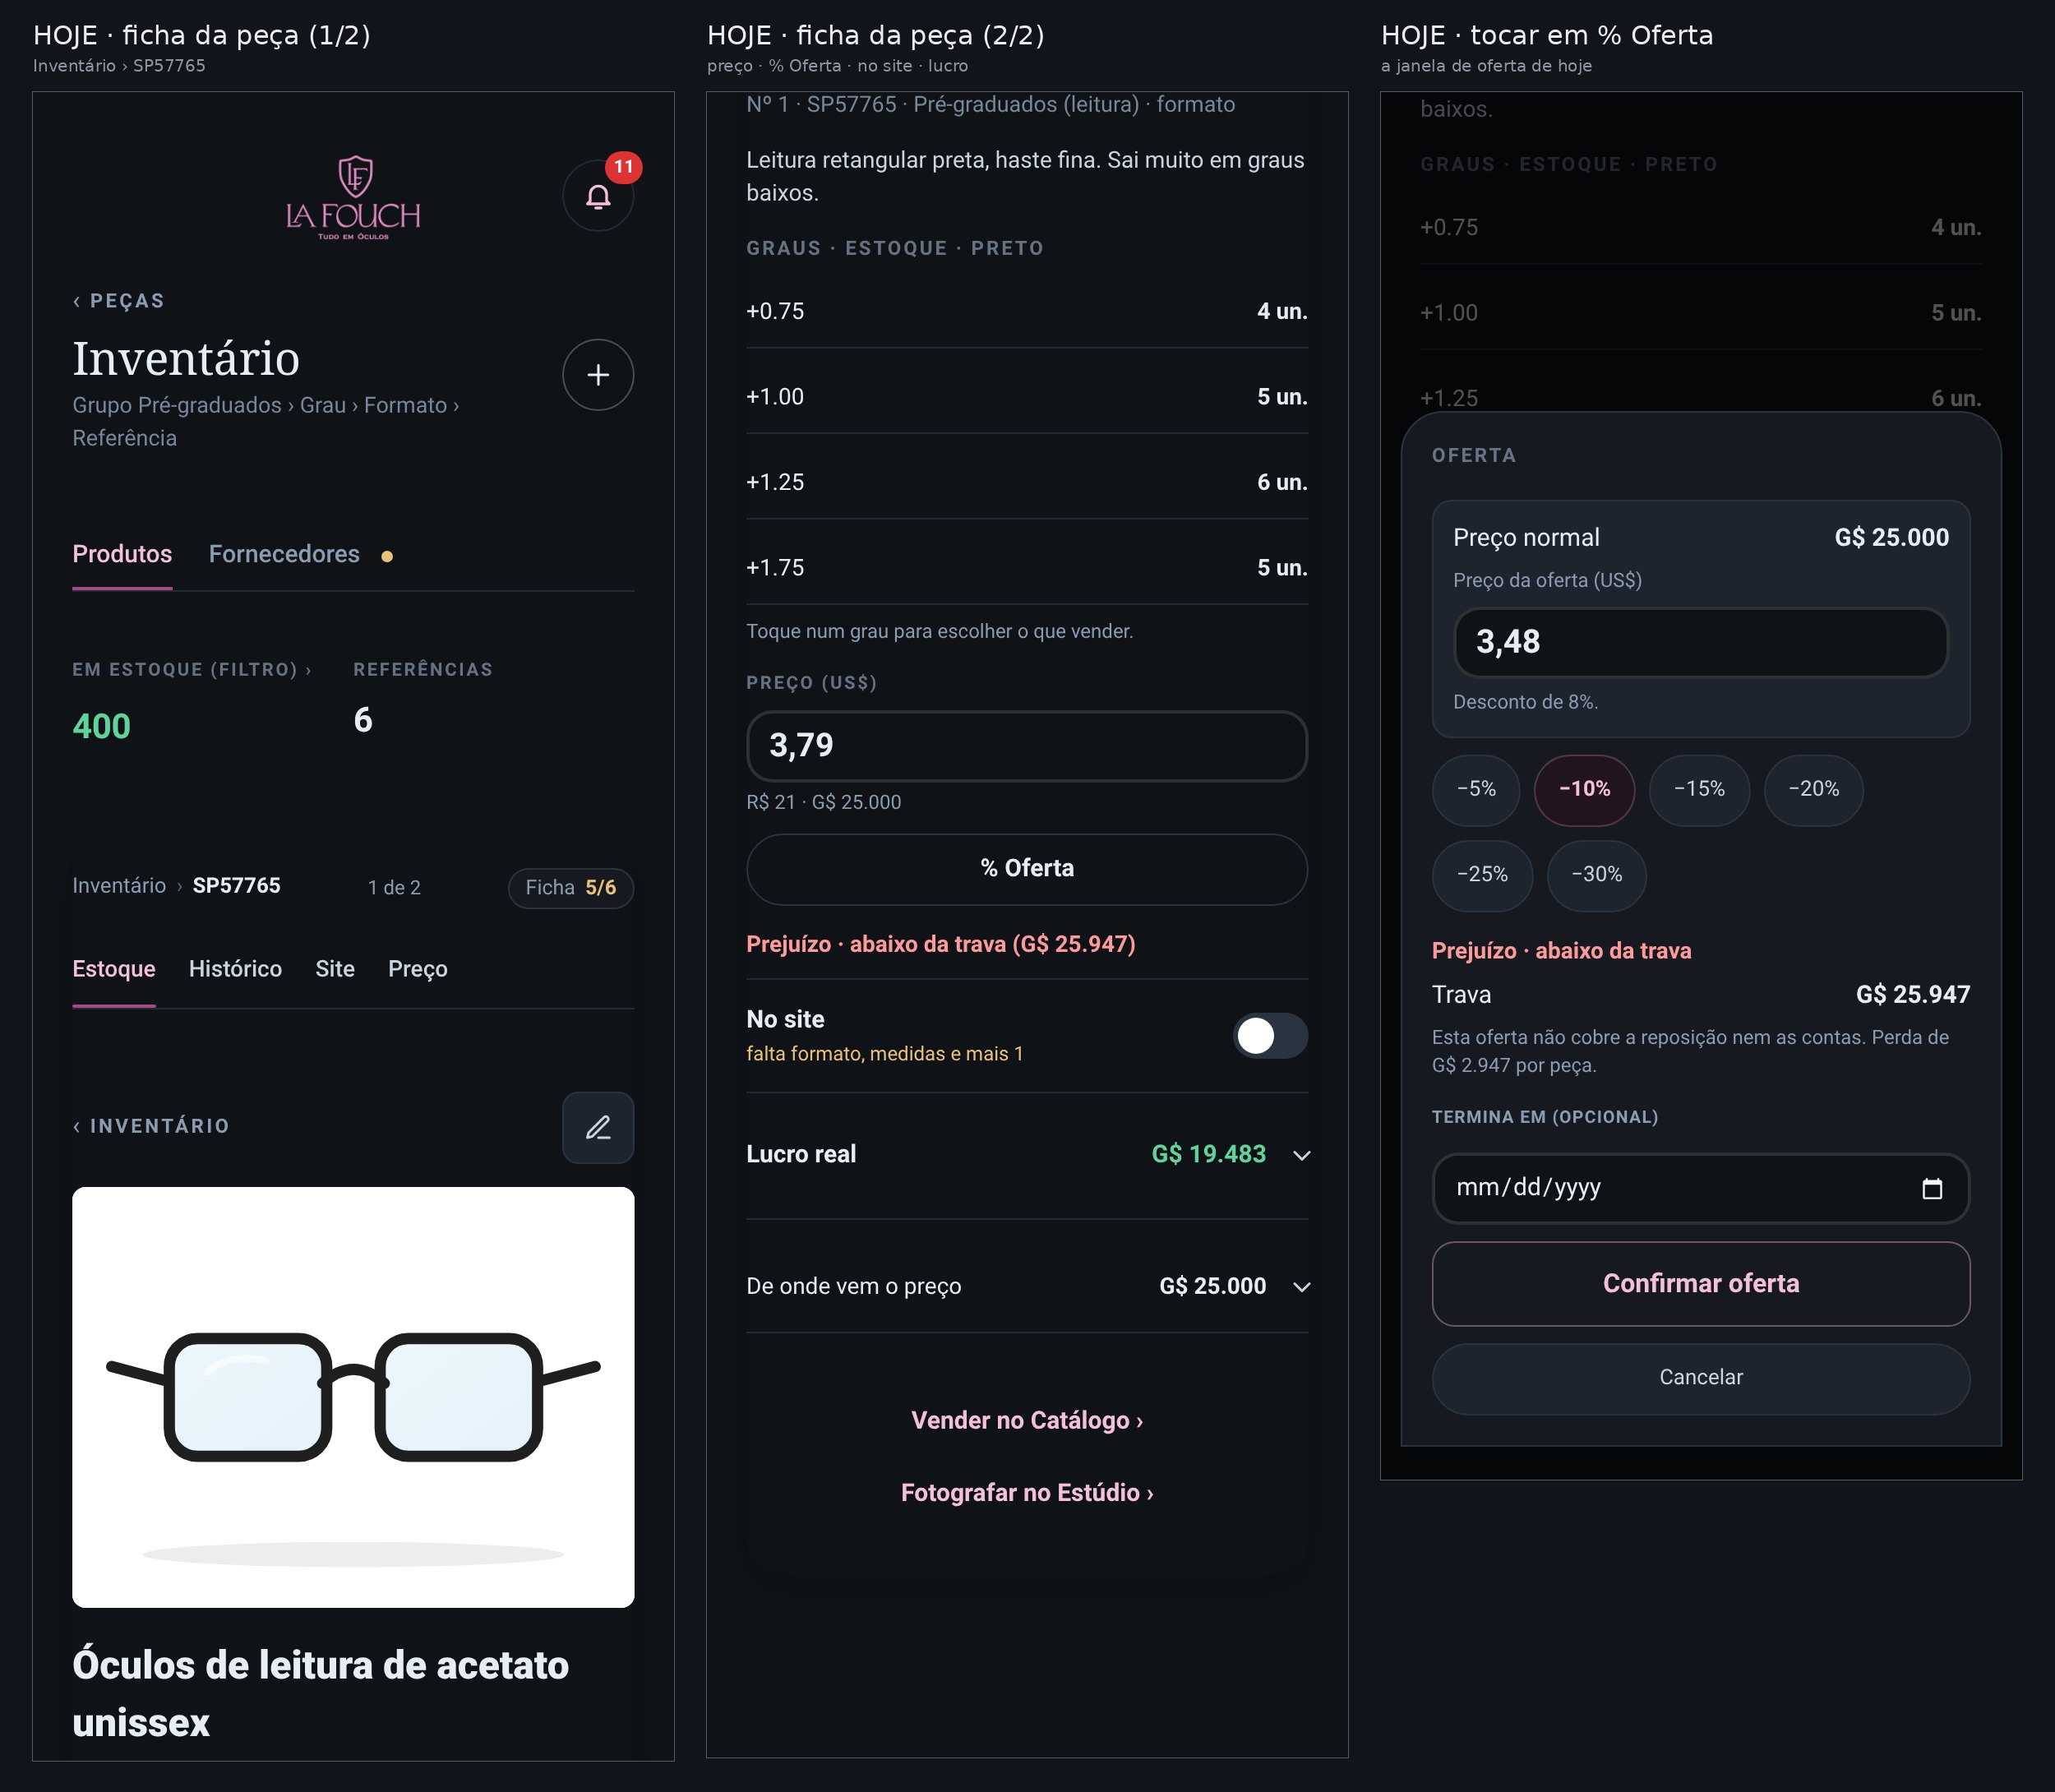 HOJE · ficha da peça (1/2)
Inventário › SP57765
11
LF
LA FOUCH
TUDO EM ÓCULOS
‹ PEÇAS
Inventário
+
Grupo Pré-graduados › Grau › Formato ›
Referência
Produtos Fornecedores
EM ESTOQUE (FILTRO) › REFERÊNCIAS
400 6
Inventário › SP57765 1 de 2 Ficha 5/6
Estoque Histórico Site Preço
‹ INVENTÁRIO
Óculos de leitura de acetato
unissex
HOJE · ficha da peça (2/2)
preço · % Oferta · no site · lucro
Nº 1 · SP57765 · Pré-graduados (leitura) · formato
Leitura retangular preta, haste fina. Sai muito em graus
baixos.
GRAUS · ESTOQUE · PRETO
+0.75 4 un.
+1.00 5 un.
+1.25 6 un.
+1.75 5 un.
Toque num grau para escolher o que vender.
PREÇO (US$)
3,79
R$ 21 · G$ 25.000
% Oferta
Prejuízo · abaixo da trava (G$ 25.947)
No site
falta formato, medidas e mais 1
Lucro real G$ 19.483
De onde vem o preço G$ 25.000
Vender no Catálogo ›
Fotografar no Estúdio ›
HOJE · tocar em % Oferta
a janela de oferta de hoje
baixos.
GRAUS · ESTOQUE · PRETO
+0.75 4 un.
+1.00 5 un.
+1.25 6 un.
OFERTA
Preço normal G$ 25.000
Preço da oferta (US$)
3,48
Desconto de 8%.
−5% −10% −15% −20%
−25% −30%
Prejuízo · abaixo da trava
Trava G$ 25.947
Esta oferta não cobre a reposição nem as contas. Perda de
G$ 2.947 por peça.
TERMINA EM (OPCIONAL)
mm/dd/yyyy
Confirmar oferta
Cancelar